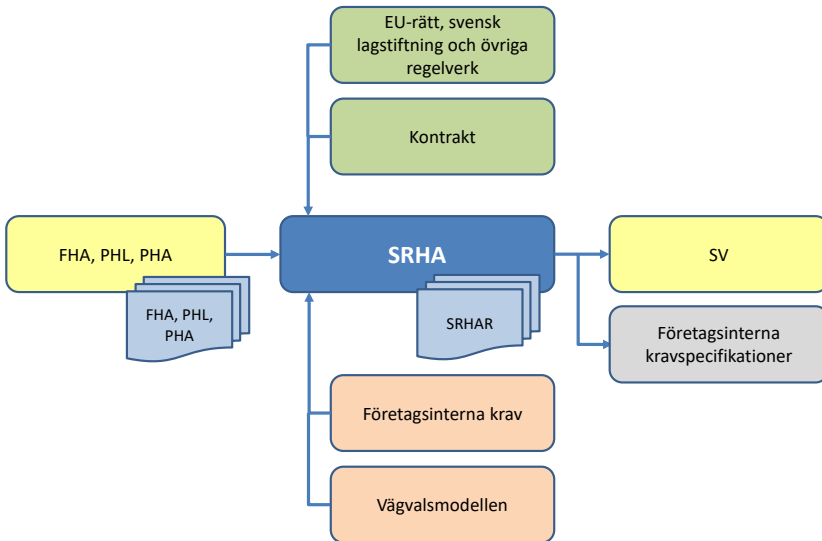 EU-rätt, svensk
lagstiftning och övriga
regelverk
Kontrakt
FHA, PHL, PHA
FHA, PHL,
PHA
SRHA
SRHAR
SV
Företagsinterna
kravspecifikationer
Företagsinterna krav
Vägvalsmodellen